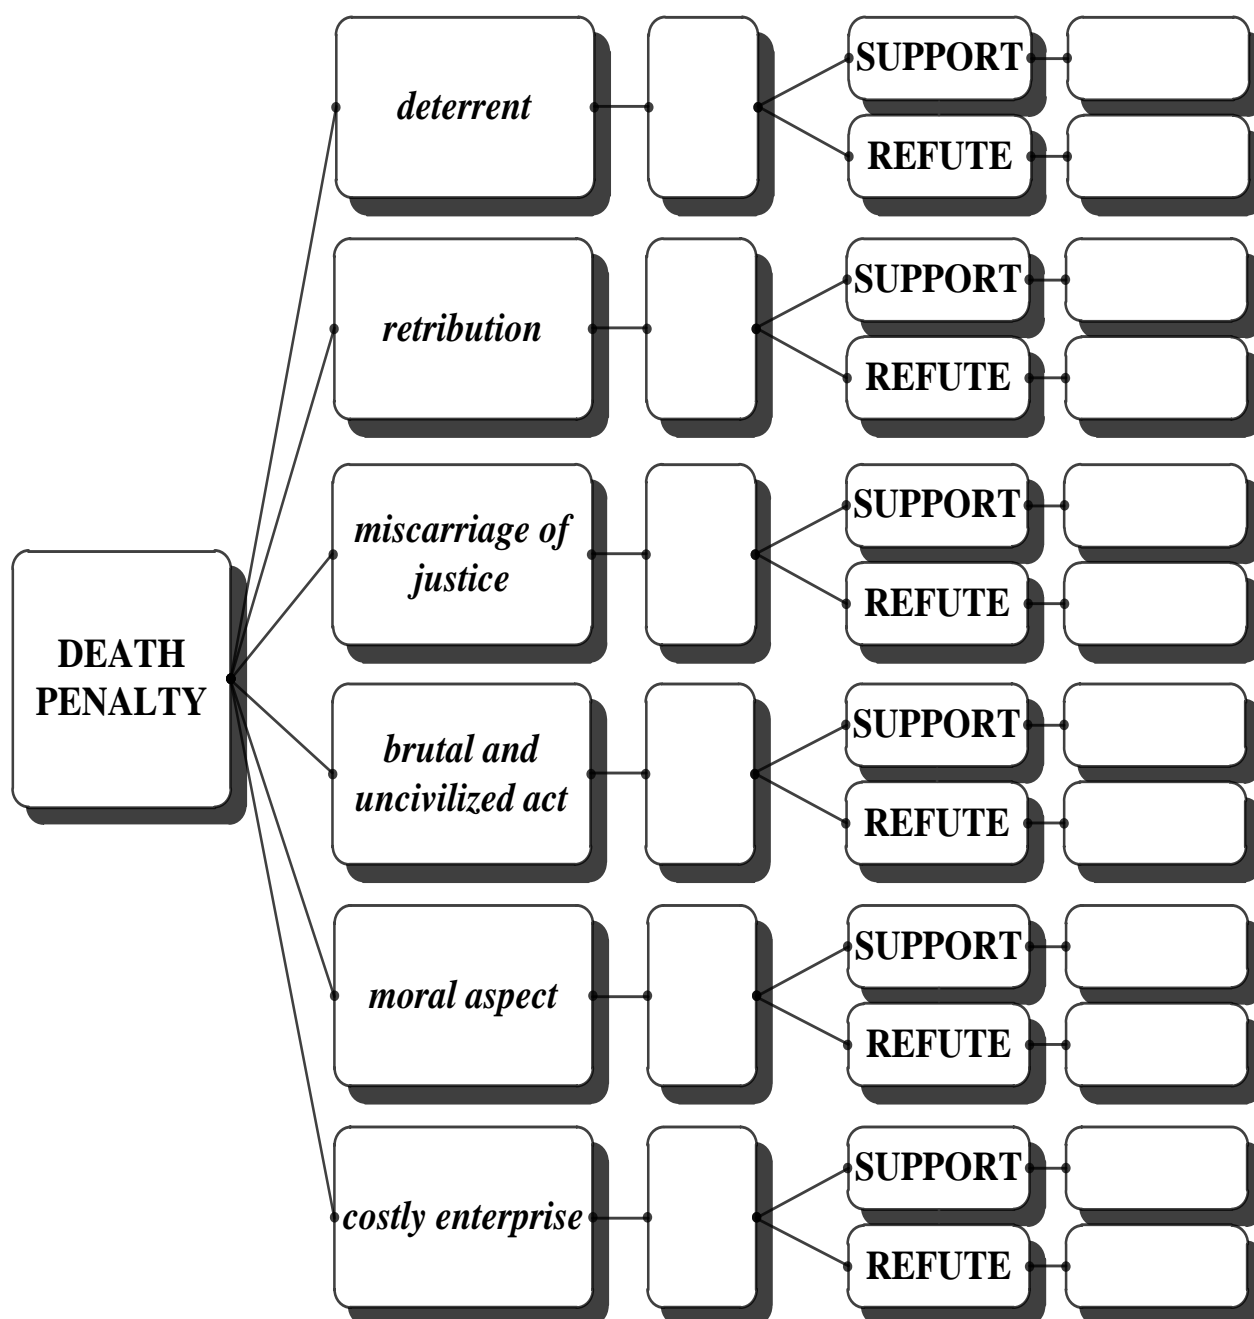 deterrent
SUPPORT
REFUTE
retribution
SUPPORT
REFUTE
miscarriage of
justice
SUPPORT
REFUTE
DEATH
PENALTY
brutal and
uncivilized act
SUPPORT
REFUTE
moral aspect
SUPPORT
REFUTE
costly enterprise
SUPPORT
REFUTE